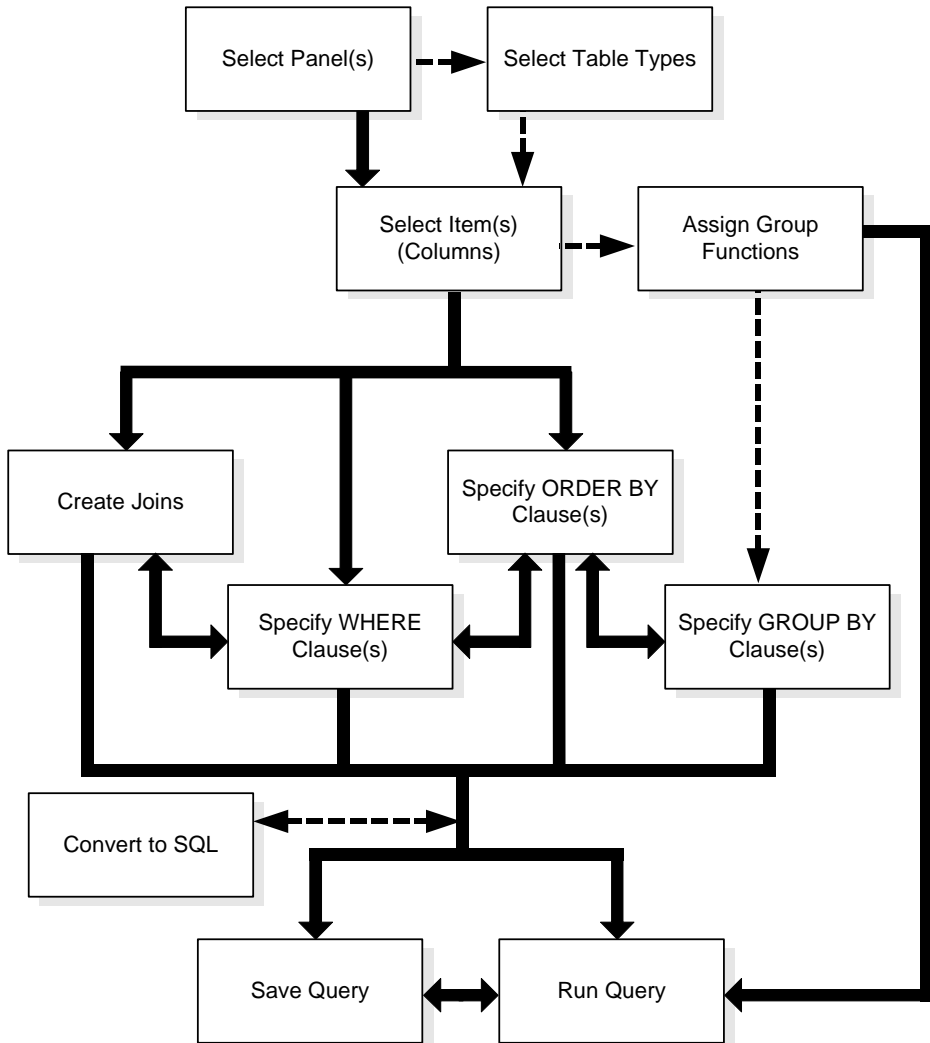 Select Panel(s)
Select Table Types
Select Item(s)
(Columns)
Assign Group
Functions
Create Joins
Specify ORDER BY
Clause(s)
Specify WHERE
Clause(s)
Specify GROUP BY
Clause(s)
Convert to SQL
Save Query
Run Query